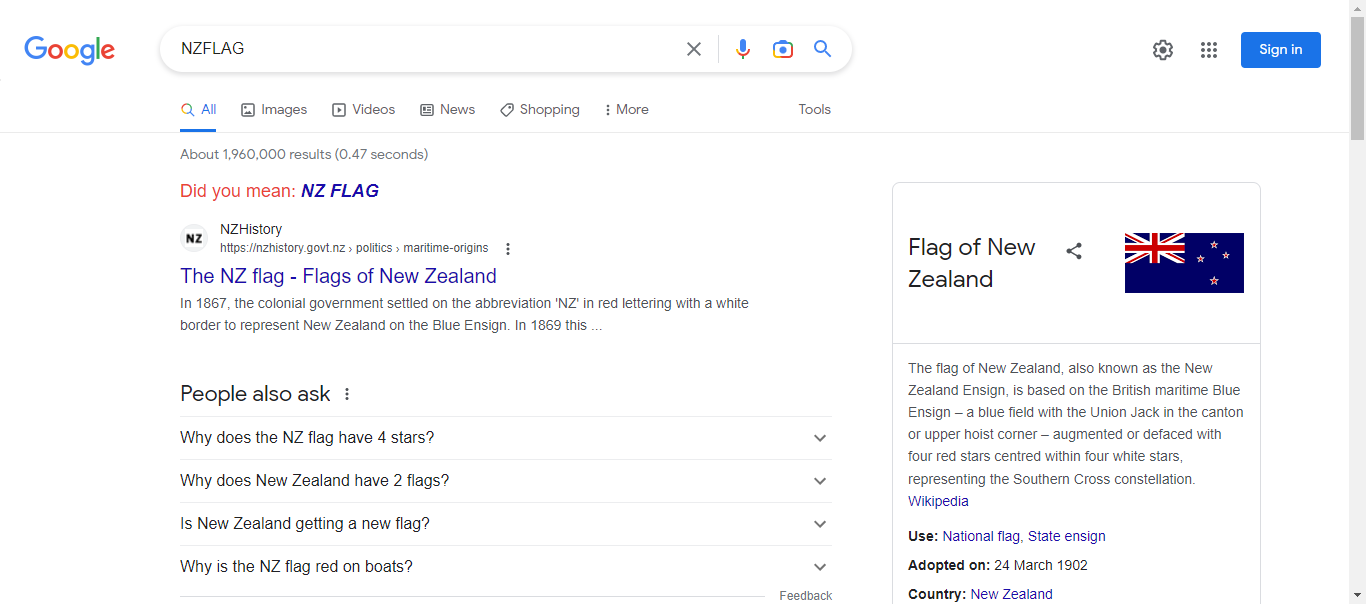 Google
NZFLAG
Sign in
All
Images
Videos
News
Shopping
More
Tools
About 1,960,000 results (0.47 seconds)
Did you mean: NZ FLAG
NZ
NZHistory
https://nzhistory.govt.nz › politics › maritime-origins
The NZ flag - Flags of New Zealand
In 1867, the colonial government settled on the abbreviation 'NZ' in red lettering with a white
border to represent New Zealand on the Blue Ensign. In 1869 this ...
People also ask
Why does the NZ flag have 4 stars?
Why does New Zealand have 2 flags?
Is New Zealand getting a new flag?
Why is the NZ flag red on boats?
Feedback
Flag of New
Zealand
The flag of New Zealand, also known as the New
Zealand Ensign, is based on the British maritime Blue
Ensign – a blue field with the Union Jack in the canton
or upper hoist corner – augmented or defaced with
four red stars centred within four white stars,
representing the Southern Cross constellation.
Wikipedia
Use: National flag, State ensign
Adopted on: 24 March 1902
Country: New Zealand